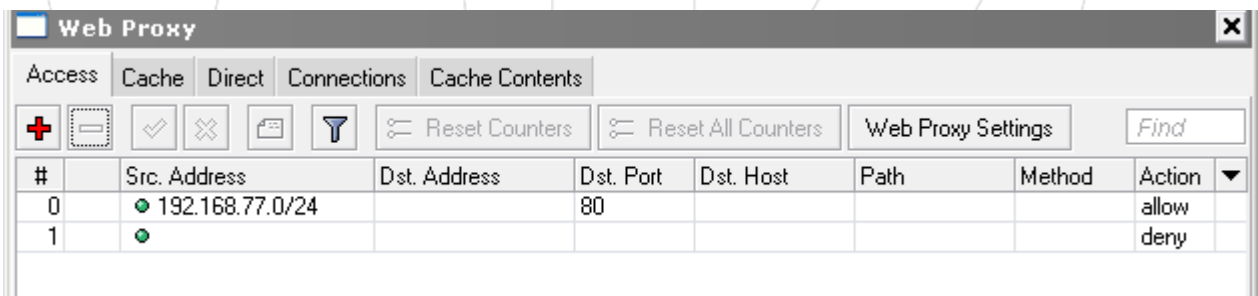 Web Proxy
Access Cache Direct Connections Cache Contents
Reset Counters Reset All Counters Web Proxy Settings Find
# Src. Address Dst. Address Dst. Port Dst. Host Path Method Action
0 192.168.77.0/24 80 allow
1 deny